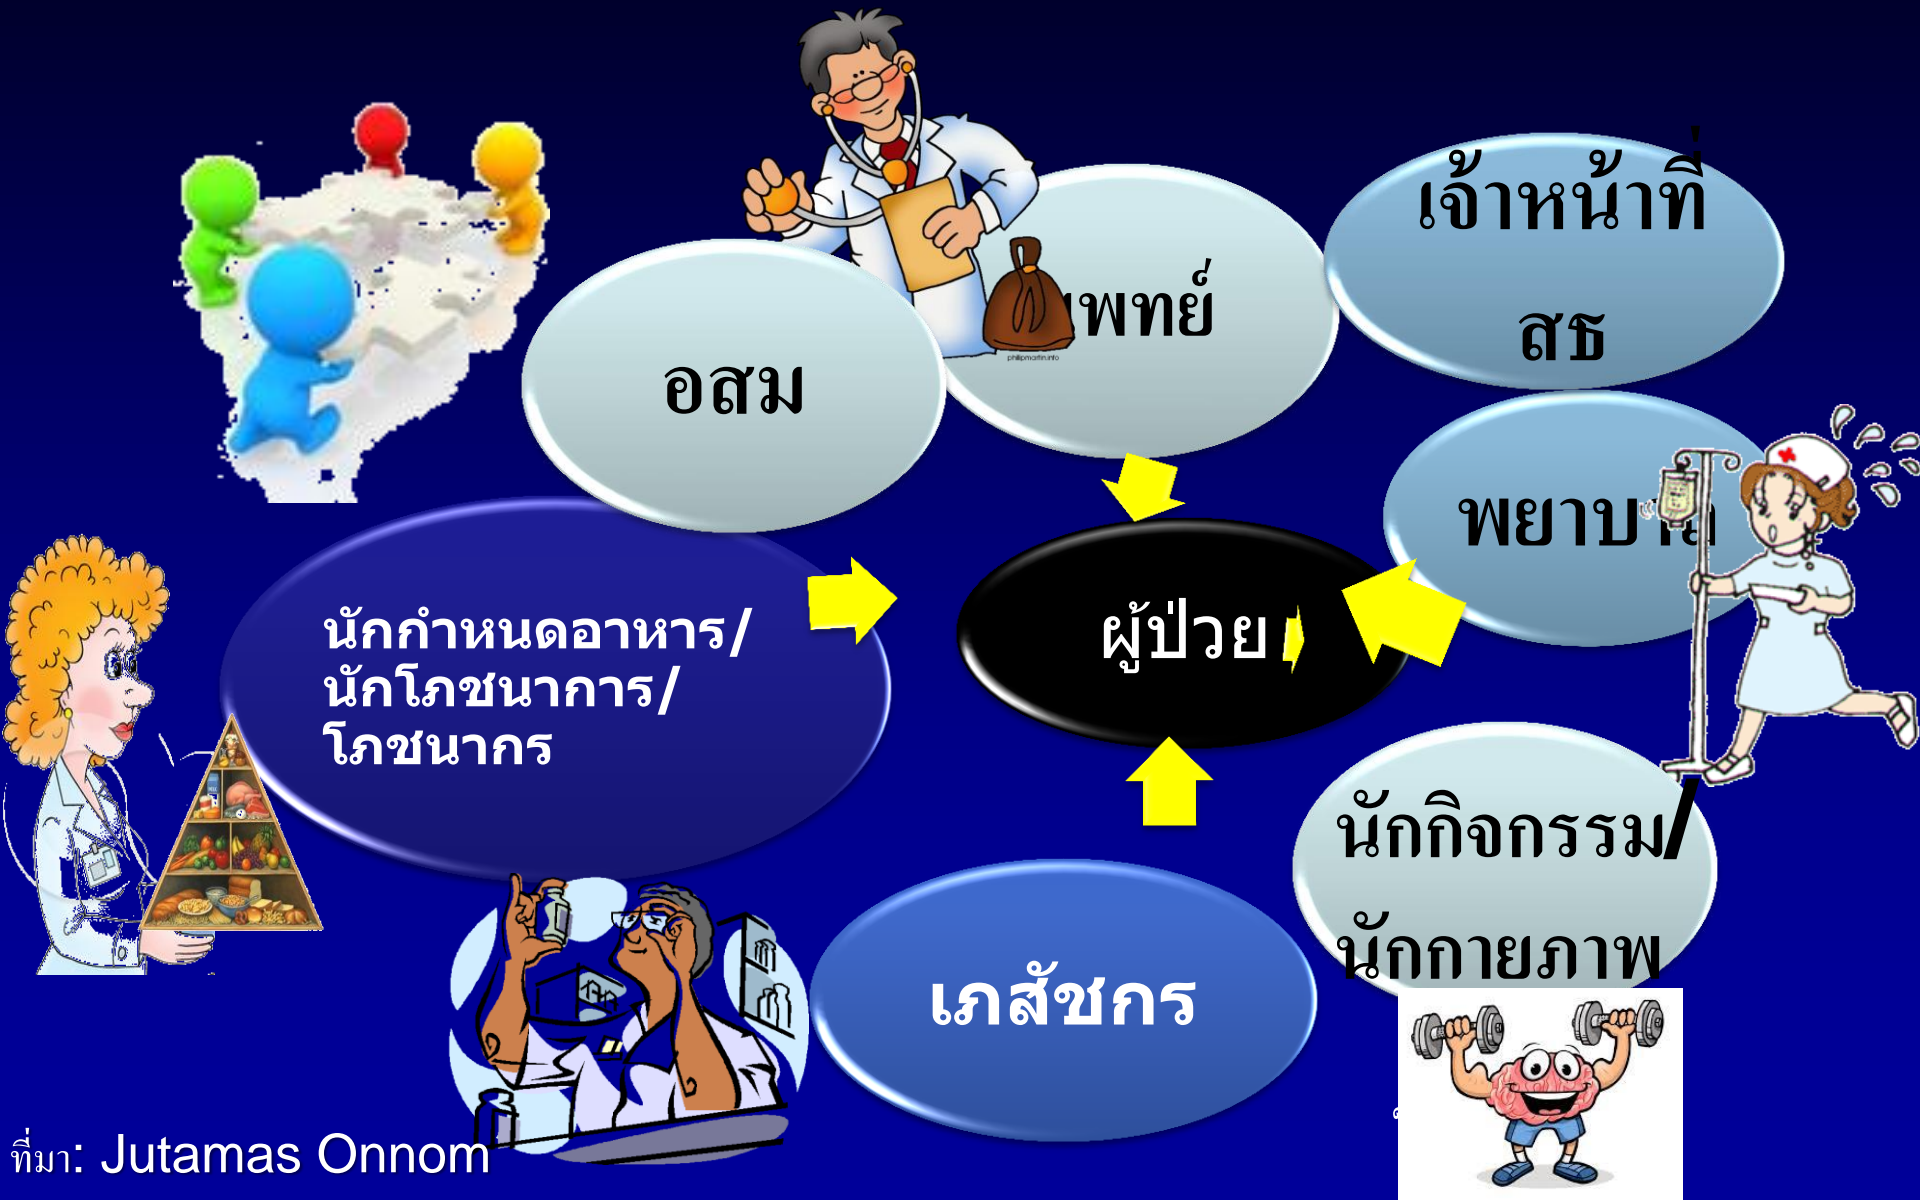 เจ้าหน้าที่
สธ
แพทย์
อสม
พยาบาล
นักกำหนดอาหาร/
นักโภชนาการ/
โภชนากร
ผู้ป่วย
นักกิจกรรม/
นักกายภาพ
เภสัชกร
ที่มา: Jutamas Onnom